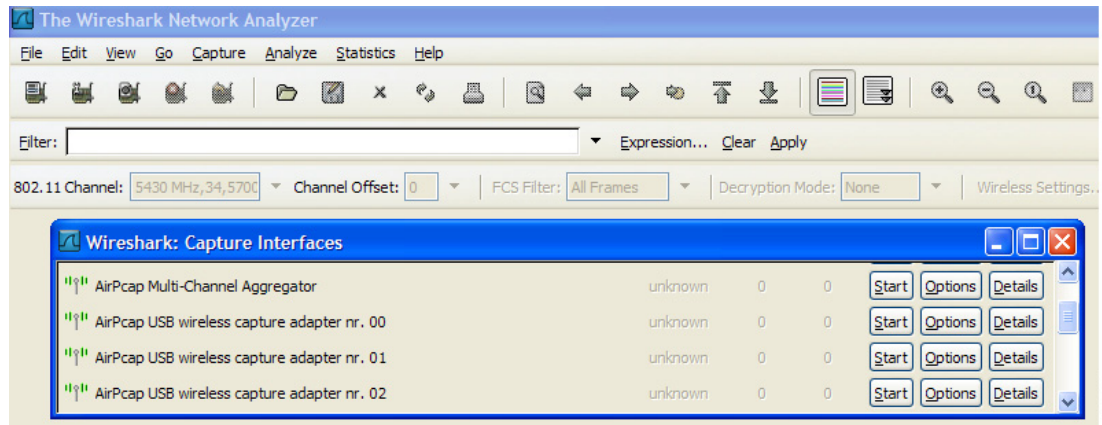 The Wireshark Network Analyzer
File Edit View Go Capture Analyze Statistics Help
Filter: Expression... Clear Apply
802.11 Channel: 5430 MHz,34,5700 Channel Offset: 0 FCS Filter: All Frames Decryption Mode: None Wireless Settings..
Wireshark: Capture Interfaces
AirPcap Multi-Channel Aggregator unknown 0 0 Start Options Details
AirPcap USB wireless capture adapter nr. 00 unknown 0 0 Start Options Details
AirPcap USB wireless capture adapter nr. 01 unknown 0 0 Start Options Details
AirPcap USB wireless capture adapter nr. 02 unknown 0 0 Start Options Details